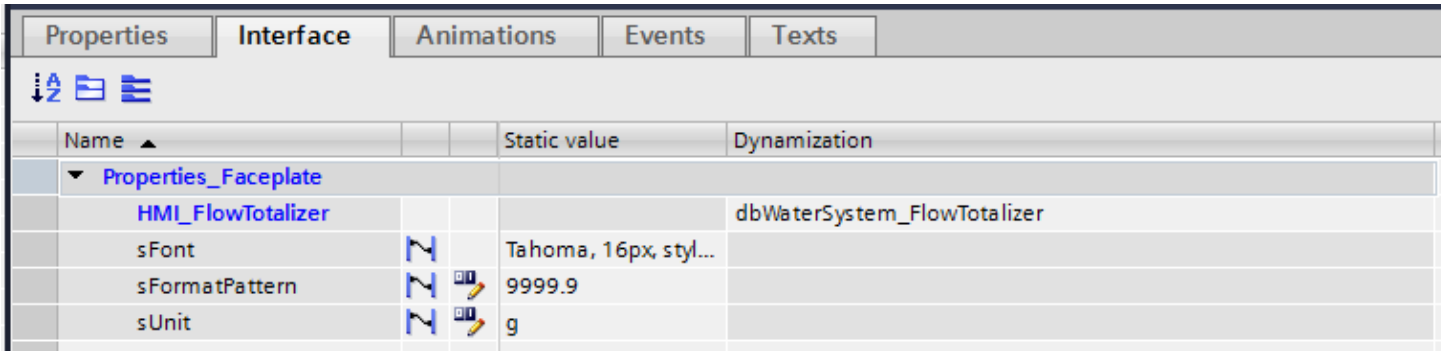 Properties Interface Animations Events Texts
Name Static value Dynamization
Properties_Faceplate
HMI_FlowTotalizer dbWaterSystem_FlowTotalizer
sFont Tahoma, 16px, styl...
sFormatPattern 9999.9
sUnit g